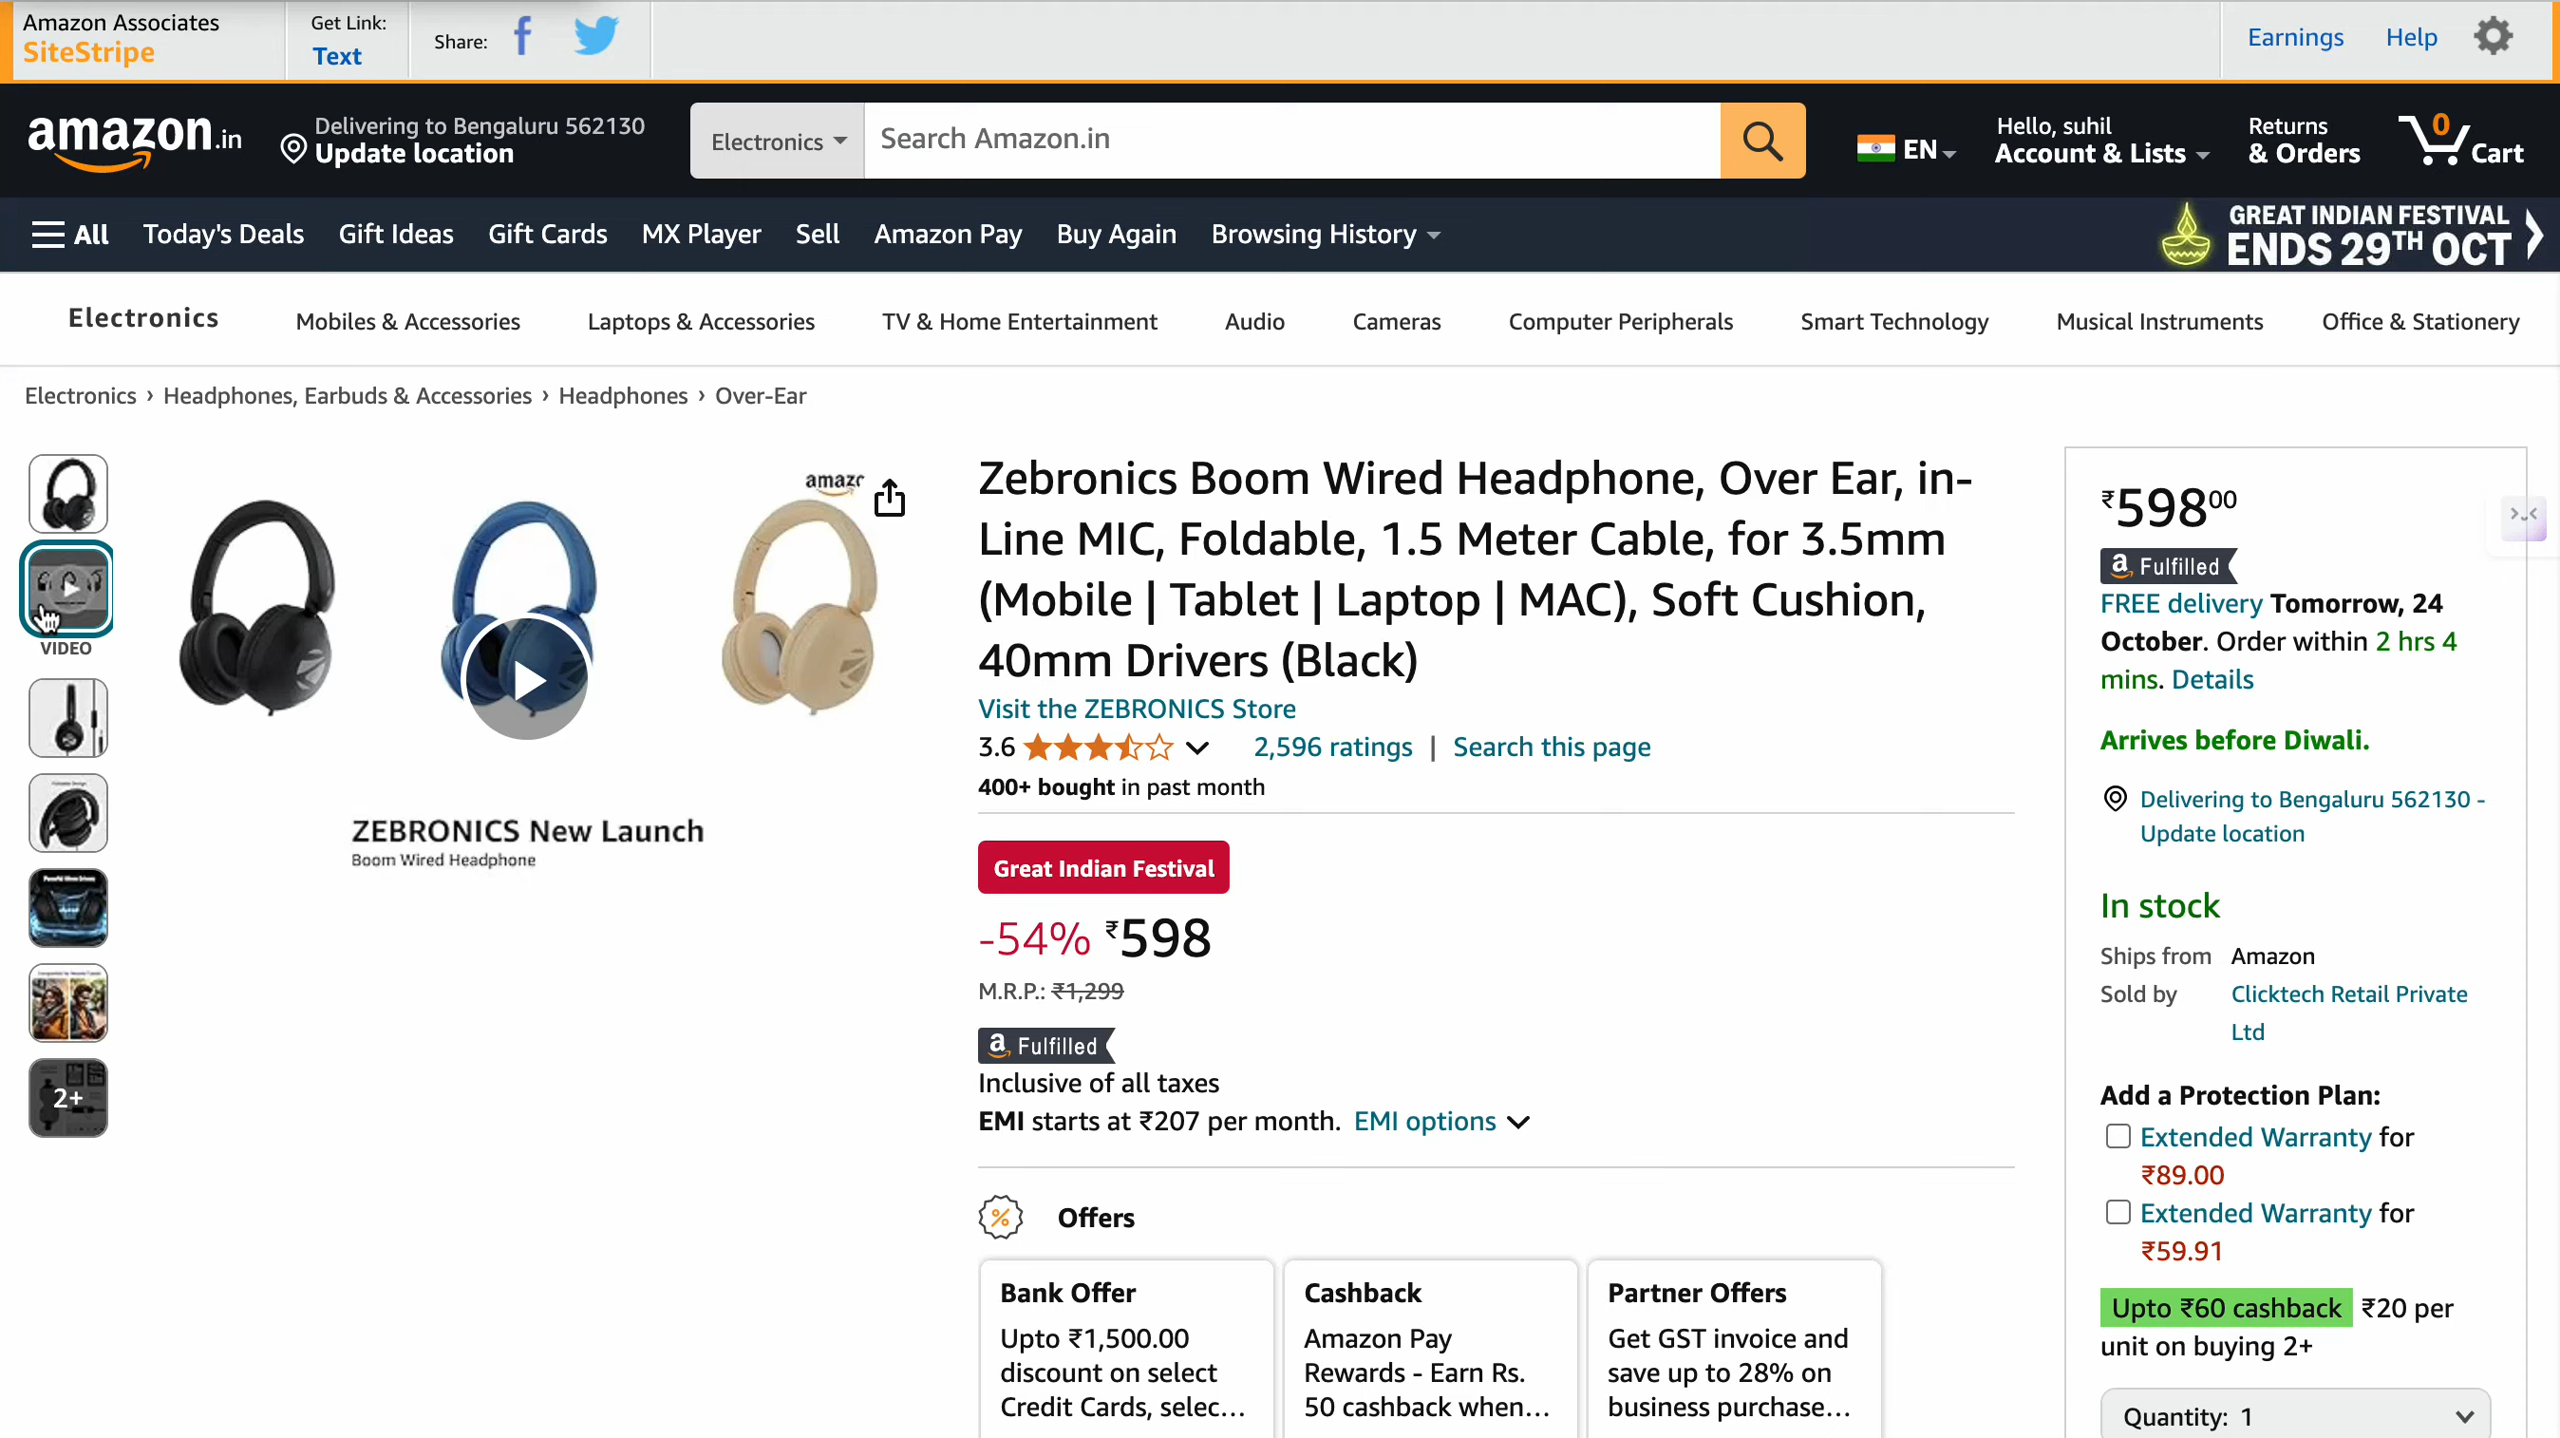 Amazon Associates
SiteStripe
Get Link:
Text
Share:
Earnings
Help
amazon.in
Delivering to Bengaluru 562130
Update location
Electronics
Search Amazon.in
EN
Hello, suhil
Account & Lists
Returns
& Orders
0
Cart
All
Today's Deals
Gift Ideas
Gift Cards
MX Player
Sell
Amazon Pay
Buy Again
Browsing History
GREAT INDIAN FESTIVAL
ENDS 29TH OCT
Electronics
Mobiles & Accessories
Laptops & Accessories
TV & Home Entertainment
Audio
Cameras
Computer Peripherals
Smart Technology
Musical Instruments
Office & Stationery
Electronics › Headphones, Earbuds & Accessories › Headphones › Over-Ear
VIDEO
2+
amazo
ZEBRONICS New Launch
Boom Wired Headphone
Zebronics Boom Wired Headphone, Over Ear, in-
Line MIC, Foldable, 1.5 Meter Cable, for 3.5mm
(Mobile | Tablet | Laptop | MAC), Soft Cushion,
40mm Drivers (Black)
Visit the ZEBRONICS Store
3.6
2,596 ratings | Search this page
400+ bought in past month
Great Indian Festival
-54% ₹598
M.R.P.: ₹1,299
a Fulfilled
Inclusive of all taxes
EMI starts at ₹207 per month. EMI options
% Offers
Bank Offer
Upto ₹1,500.00
discount on select
Credit Cards, selec...
Cashback
Amazon Pay
Rewards - Earn Rs.
50 cashback when...
Partner Offers
Get GST invoice and
save up to 28% on
business purchase...
₹59800
a Fulfilled
FREE delivery Tomorrow, 24
October. Order within 2 hrs 4
mins. Details
Arrives before Diwali.
Delivering to Bengaluru 562130 -
Update location
In stock
Ships from Amazon
Sold by Clicktech Retail Private
Ltd
Add a Protection Plan:
Extended Warranty for
₹89.00
Extended Warranty for
₹59.91
Upto ₹60 cashback ₹20 per
unit on buying 2+
Quantity: 1